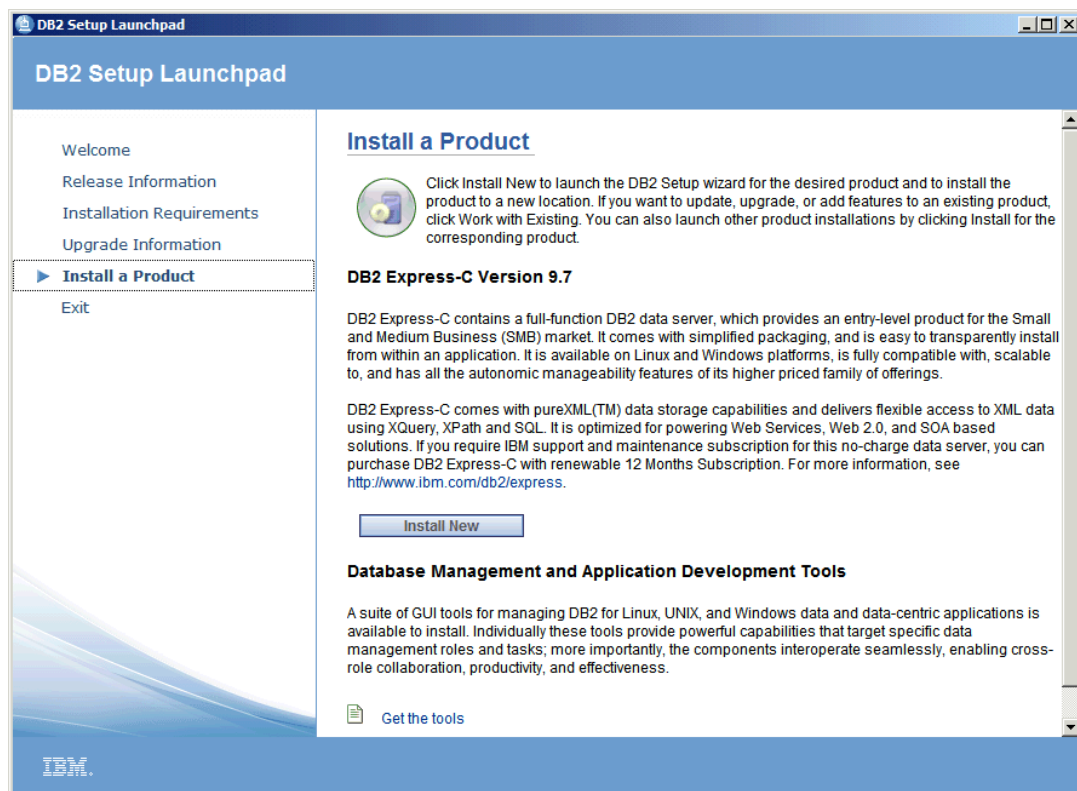 DB2 Setup Launchpad
DB2 Setup Launchpad
Welcome
Release Information
Installation Requirements
Upgrade Information
Install a Product
Exit
Install a Product
Click Install New to launch the DB2 Setup wizard for the desired product and to install the
product to a new location. If you want to update, upgrade, or add features to an existing product,
click Work with Existing. You can also launch other product installations by clicking Install for the
corresponding product.
DB2 Express-C Version 9.7
DB2 Express-C contains a full-function DB2 data server, which provides an entry-level product for the Small
and Medium Business (SMB) market. It comes with simplified packaging, and is easy to transparently install
from within an application. It is available on Linux and Windows platforms, is fully compatible with, scalable
to, and has all the autonomic manageability features of its higher priced family of offerings.
DB2 Express-C comes with pureXML(TM) data storage capabilities and delivers flexible access to XML data
using XQuery, XPath and SQL. It is optimized for powering Web Services, Web 2.0, and SOA based
solutions. If you require IBM support and maintenance subscription for this no-charge data server, you can
purchase DB2 Express-C with renewable 12 Months Subscription. For more information, see
http://www.ibm.com/db2/express.
Install New
Database Management and Application Development Tools
A suite of GUI tools for managing DB2 for Linux, UNIX, and Windows data and data-centric applications is
available to install. Individually these tools provide powerful capabilities that target specific data
management roles and tasks; more importantly, the components interoperate seamlessly, enabling cross-
role collaboration, productivity, and effectiveness.
Get the tools
IBM.